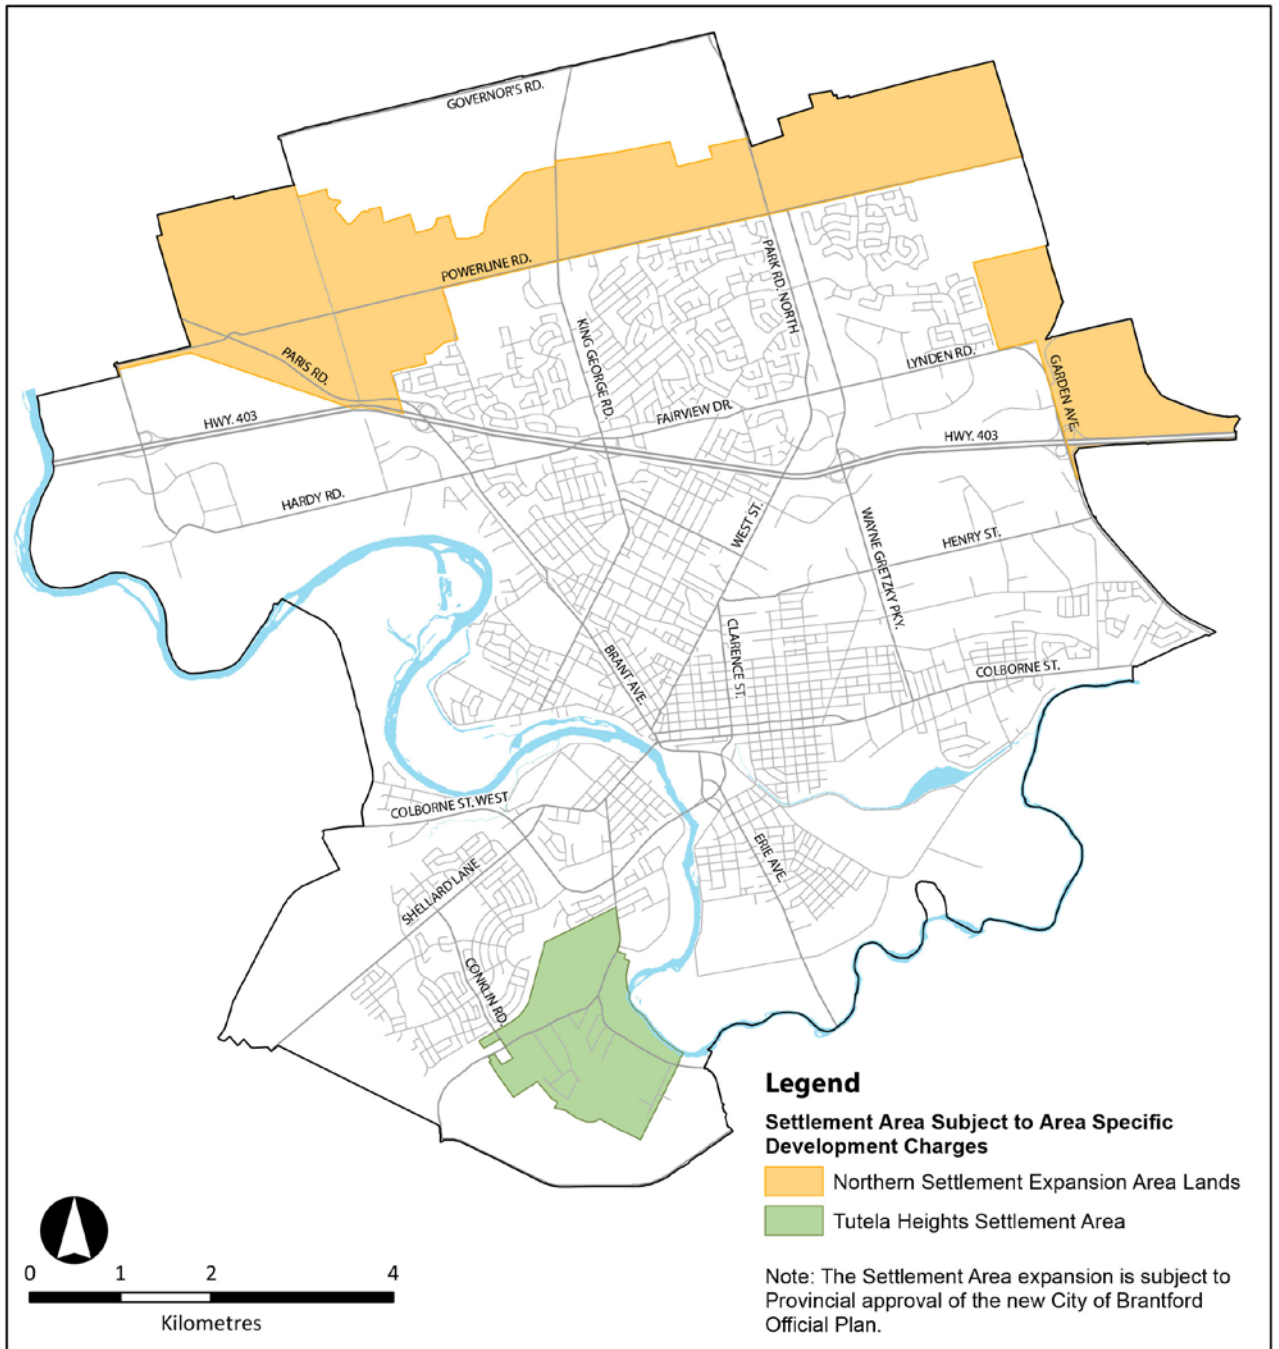 GOVERNOR'S RD.
POWERLINE RD.
PARK RD. NORTH
KING GEORGE RD.
PARIS RD.
LYNDEN RD.
GARDEN AVE.
FAIRVIEW DR.
HWY. 403
HWY. 403
HARDY RD.
WEST ST.
WAYNE GRETZKY PKY.
HENRY ST.
CLARENCE ST.
BRANT AVE.
COLBORNE ST.
COLBORNE ST. WEST
ERIE AVE.
SHELLARD LANE
CONKLIN RD.
Legend
Settlement Area Subject to Area Specific
Development Charges
Northern Settlement Expansion Area Lands
Tutela Heights Settlement Area
Note: The Settlement Area expansion is subject to
Provincial approval of the new City of Brantford
Official Plan.
0 1 2 4
Kilometres